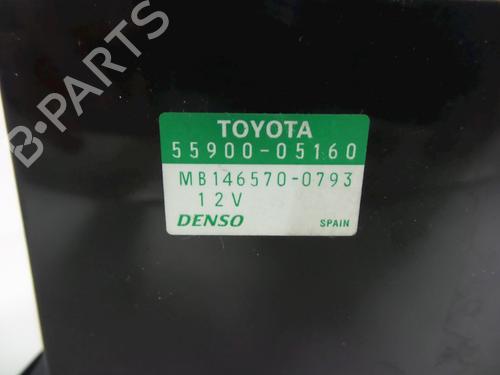 B-PARTS
TOYOTA
55900-05160
MB146570-0793
12V
DENSO SPAIN